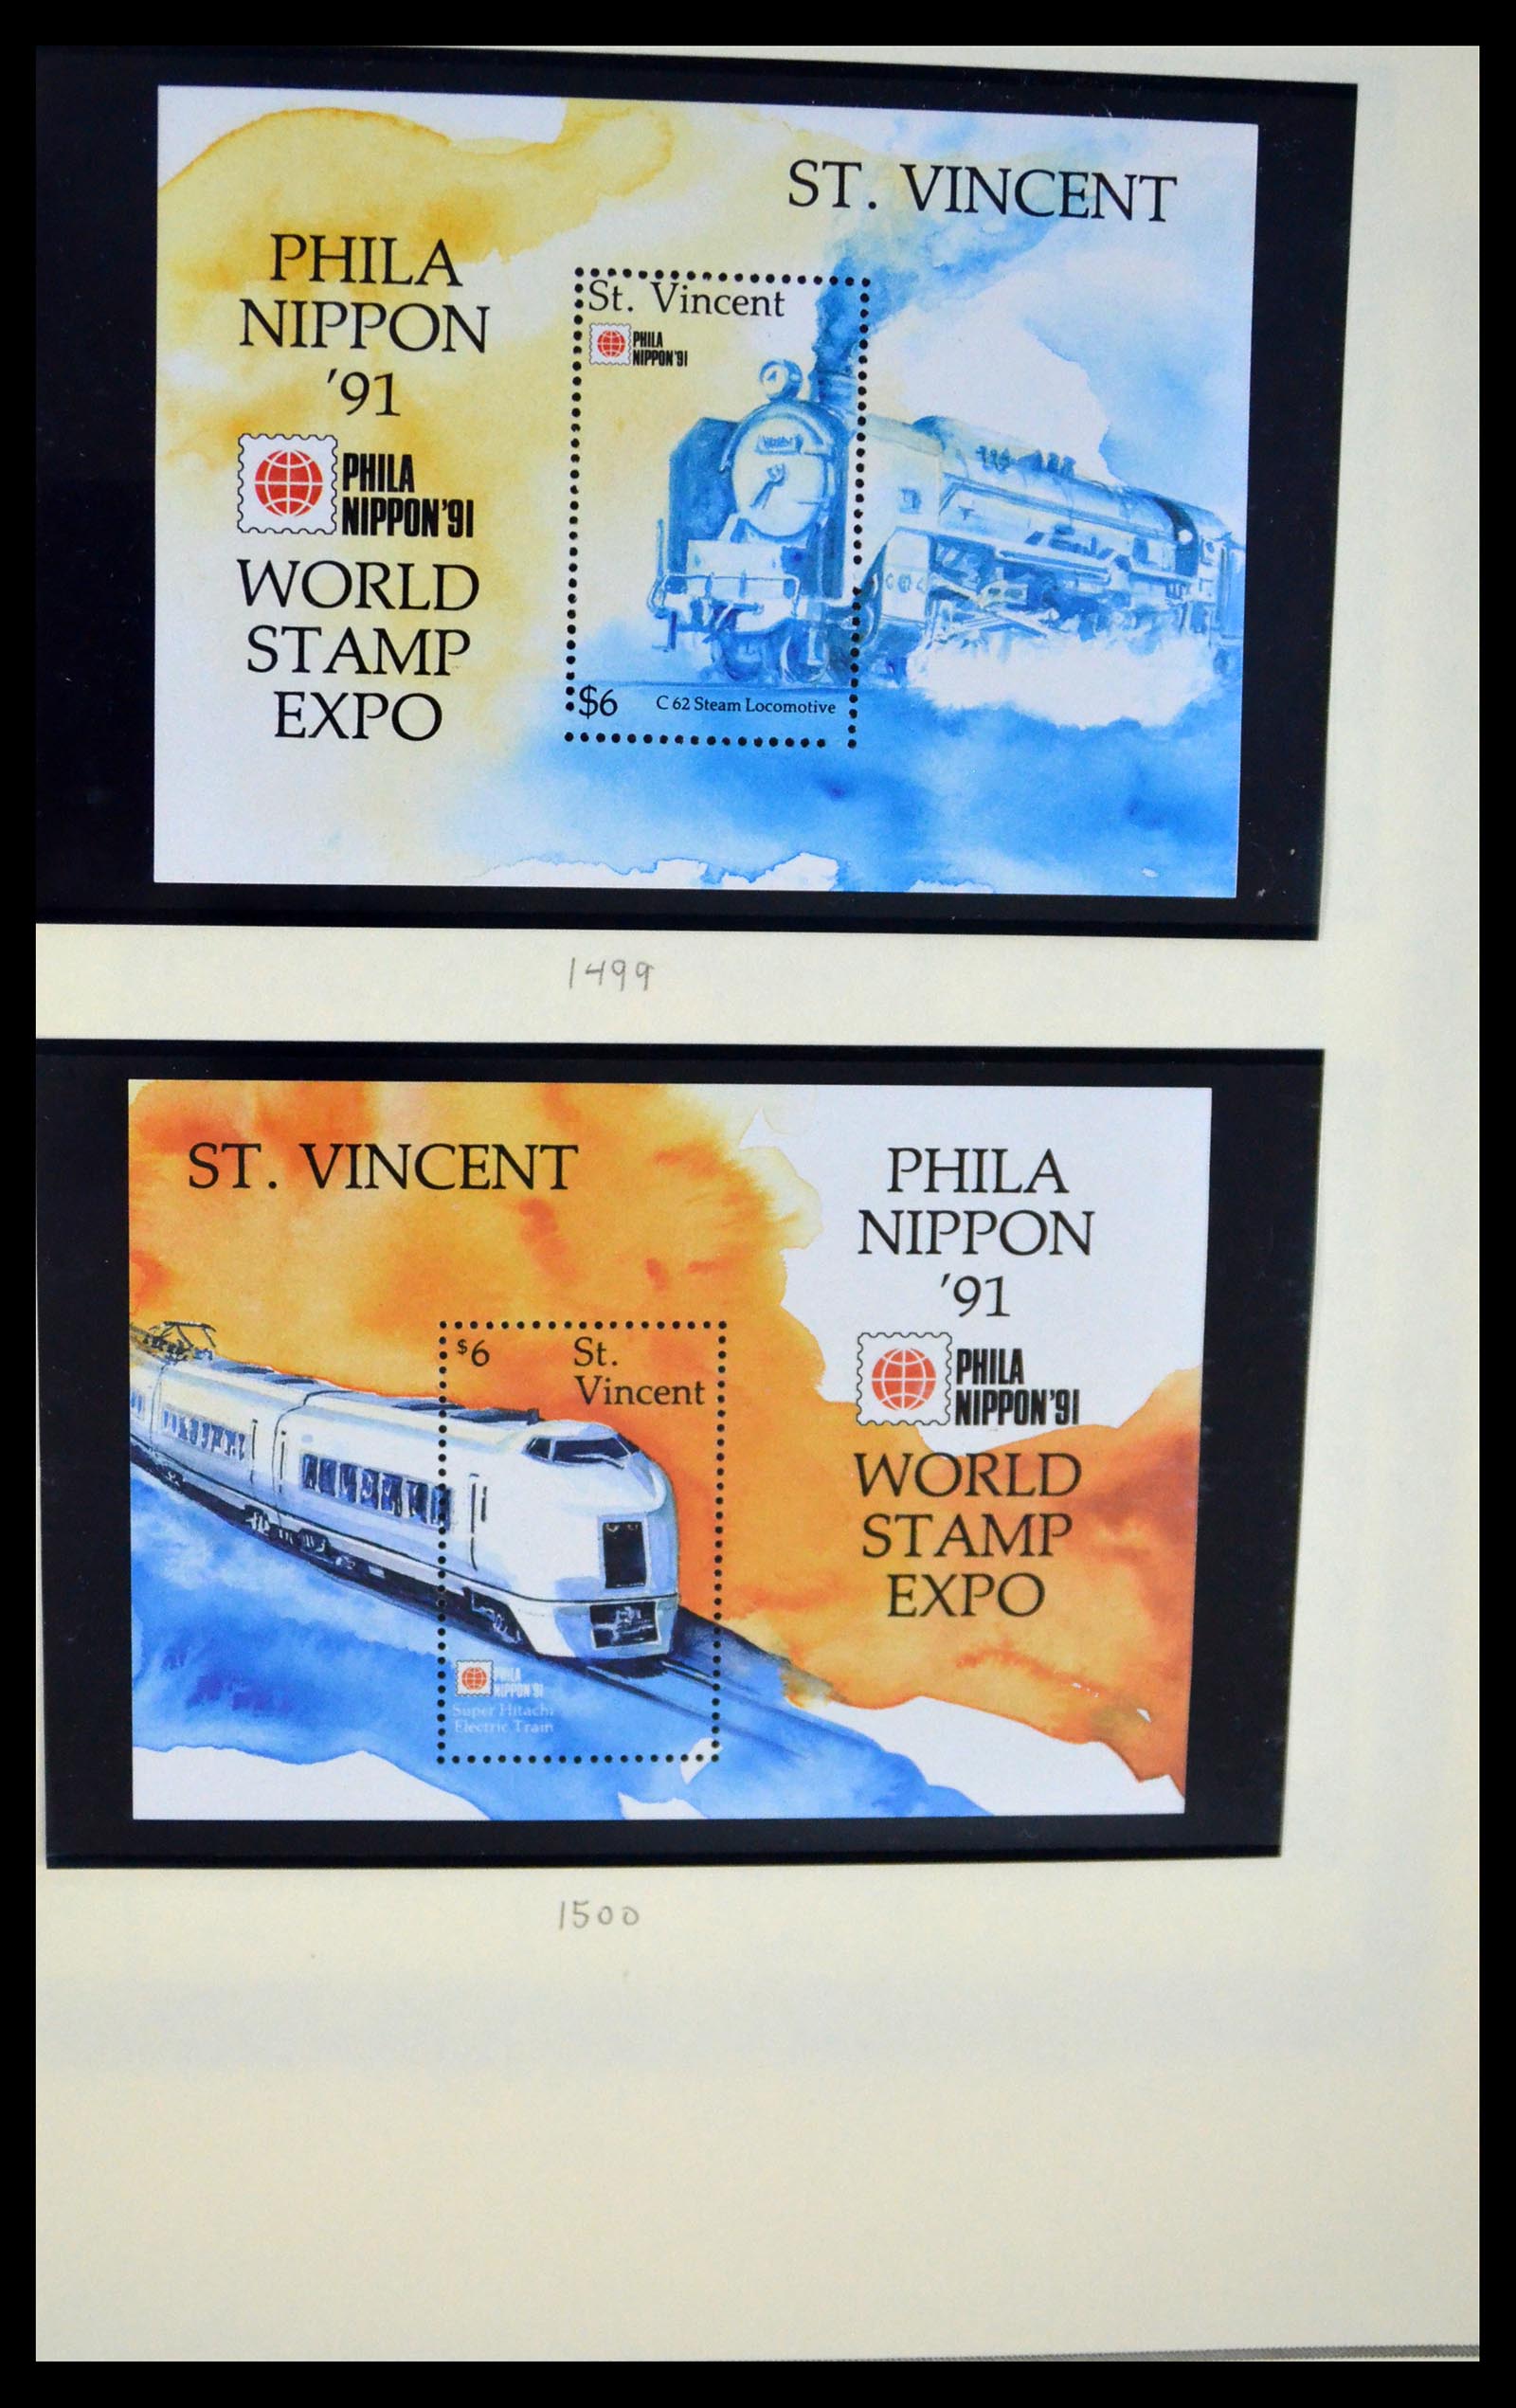 ST. VINCENT
PHILA
NIPPON
'91
PHILA
NIPPON'91
WORLD
STAMP
EXPO
St. Vincent
PHILA
NIPPON'91
$6 C 62 Steam Locomotive
1499
ST. VINCENT
PHILA
NIPPON
'91
PHILA
NIPPON'91
WORLD
STAMP
EXPO
$6 St.
Vincent
PHILA
NIPPON'91
Super Hitachi
Electric Train
1500